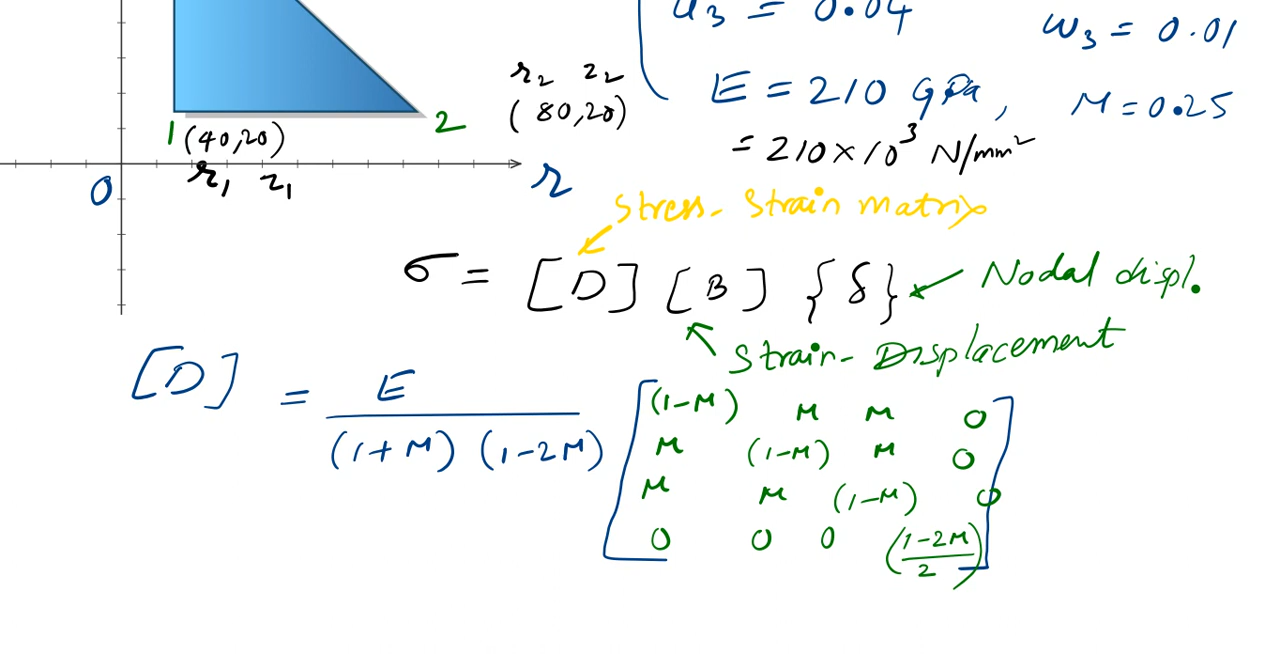 u3 = 0.04
w3 = 0.01
r2 z2
(80,20)
E = 210 GPa, μ = 0.25
= 210×10³ N/mm²
1 (40,20)
2
r1 z1
0
r
Stress-Strain matrix
σ = [D] [B] {δ} ← Nodal displ.
Strain-Displacement
[D] = E / (1+μ) (1-2μ)
(1-μ) μ μ 0
μ (1-μ) μ 0
μ μ (1-μ) 0
0 0 0 (1-2μ / 2)